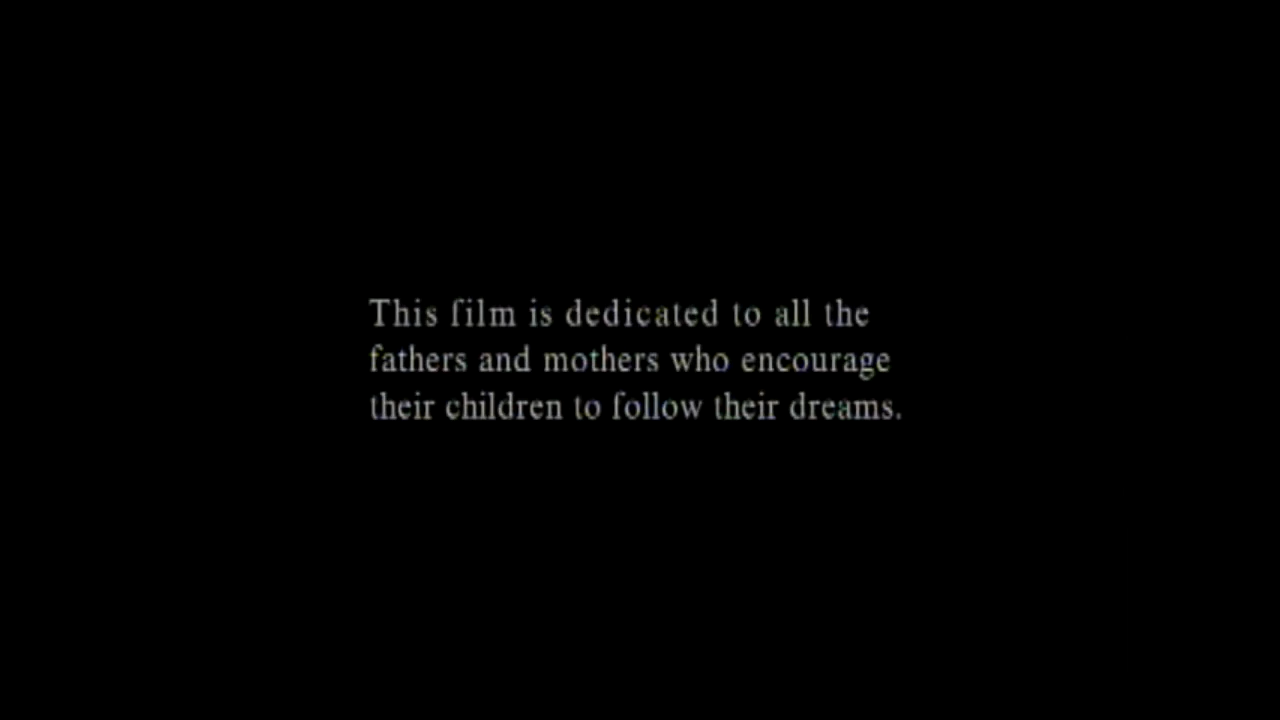 This film is dedicated to all the
fathers and mothers who encourage
their children to follow their dreams.